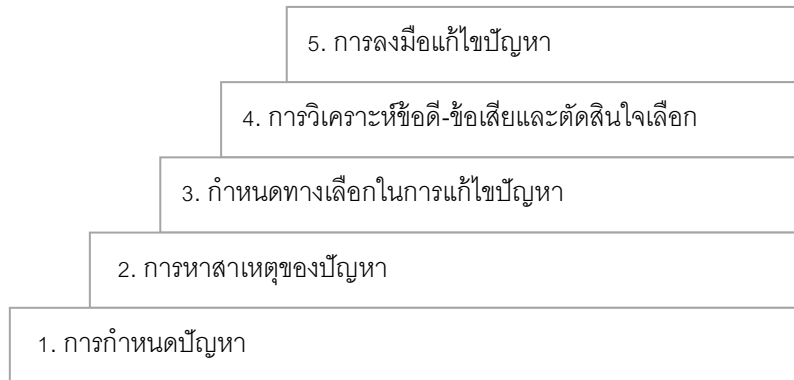 5. การลงมือแก้ไขปัญหา
4. การวิเคราะห์ข้อดี-ข้อเสียและตัดสินใจเลือก
3. กำหนดทางเลือกในการแก้ไขปัญหา
2. การหาสาเหตุของปัญหา
1. การกำหนดปัญหา